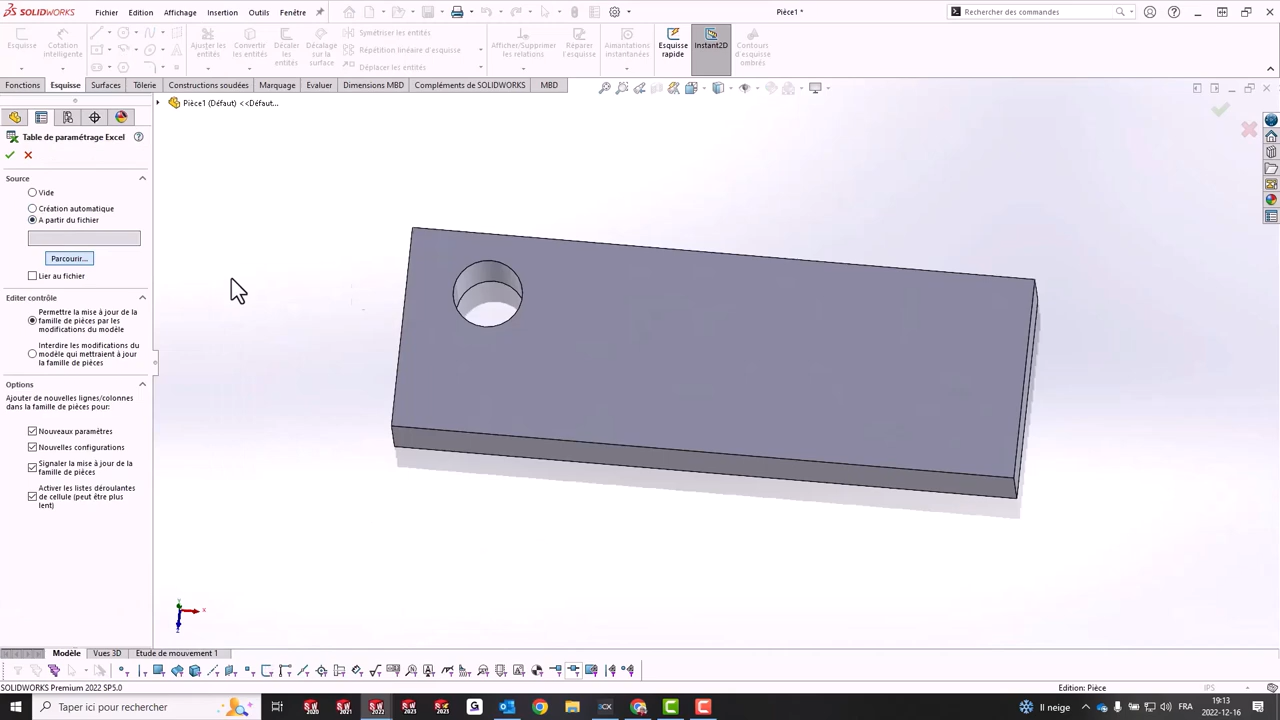 SOLIDWORKS
Fichier
Edition
Affichage
Insertion
Outils
Fenêtre
Pièce1 *
Rechercher des commandes
Esquisse
Cotation
intelligente
Ajuster les
entités
Convertir
les entités
Décaler
les
entités
Décalage
sur la
surface
Symétriser les entités
Répétition linéaire d'esquisse
Déplacer les entités
Afficher/Supprimer
les relations
Réparer
l'esquisse
Aimantations
instantanées
Esquisse
rapide
Instant2D
Contours
d'esquisse
ombrés
Fonctions
Esquisse
Surfaces
Tôlerie
Constructions soudées
Marquage
Evaluer
Dimensions MBD
Compléments de SOLIDWORKS
MBD
Pièce1 (Défaut) <<Défaut...
Table de paramétrage Excel
Source
Vide
Création automatique
A partir du fichier
Parcourir...
Lier au fichier
Editer contrôle
Permettre la mise à jour de la
famille de pièces par les
modifications du modèle
Interdire les modifications du
modèle qui mettraient à jour
la famille de pièces
Options
Ajouter de nouvelles lignes/colonnes
dans la famille de pièces pour:
Nouveaux paramètres
Nouvelles configurations
Signaler la mise à jour de la
famille de pièces
Activer les listes déroulantes
de cellule (peut être plus
lent)
Y
X
Z
Modèle
Vues 3D
Etude de mouvement 1
SOLIDWORKS Premium 2022 SP5.0
Edition: Pièce
IPS
Taper ici pour rechercher
2020
2021
2022
2023
Il neige
FRA
19:13
2022-12-16